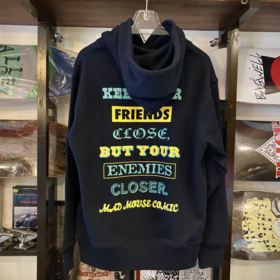 FRIENDS
CLOSE,
BUT YOUR
ENEMIES
CLOSER.
MAD MOUSE COMIC